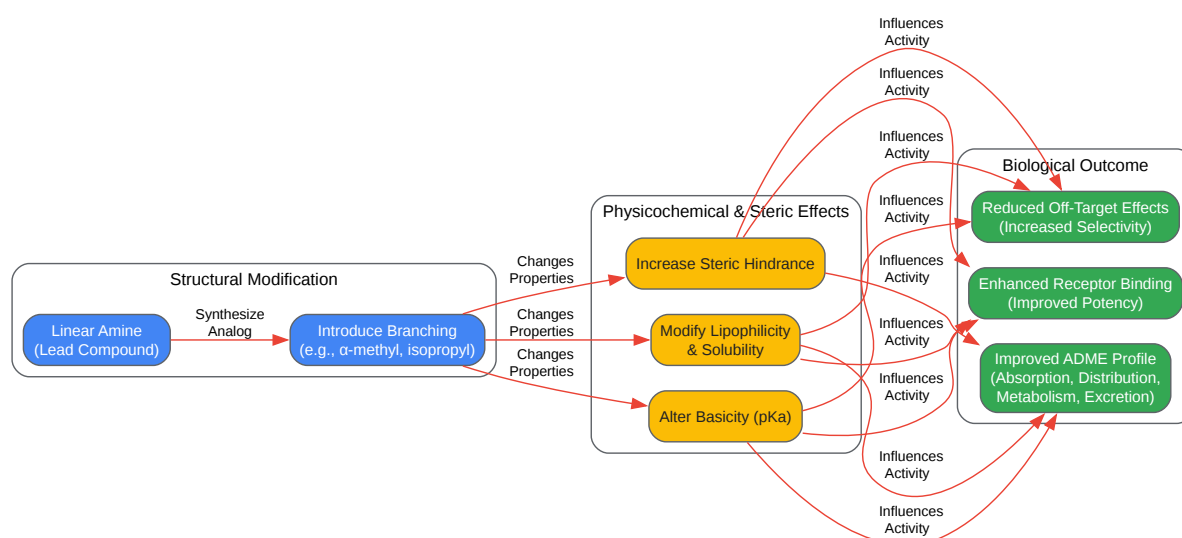 Structural Modification
Linear Amine
(Lead Compound)
Synthesize
Analog
Introduce Branching
(e.g., α-methyl, isopropyl)
Changes
Properties
Changes
Properties
Changes
Properties
Physicochemical & Steric Effects
Increase Steric Hindrance
Modify Lipophilicity
& Solubility
Alter Basicity (pKa)
Influences
Activity
Influences
Activity
Influences
Activity
Influences
Activity
Influences
Activity
Influences
Activity
Influences
Activity
Influences
Activity
Influences
Activity
Biological Outcome
Reduced Off-Target Effects
(Increased Selectivity)
Enhanced Receptor Binding
(Improved Potency)
Improved ADME Profile
(Absorption, Distribution,
Metabolism, Excretion)